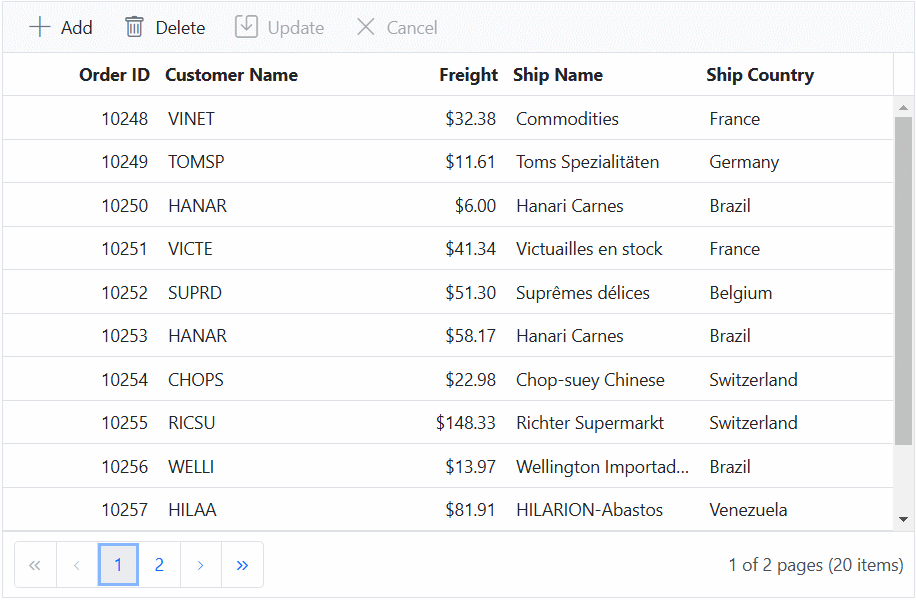 Add Delete Update Cancel
Order ID Customer Name Freight Ship Name Ship Country
10248 VINET $32.38 Commodities France
10249 TOMSP $11.61 Toms Spezialitäten Germany
10250 HANAR $6.00 Hanari Carnes Brazil
10251 VICTE $41.34 Victuailles en stock France
10252 SUPRD $51.30 Suprêmes délices Belgium
10253 HANAR $58.17 Hanari Carnes Brazil
10254 CHOPS $22.98 Chop-suey Chinese Switzerland
10255 RICSU $148.33 Richter Supermarkt Switzerland
10256 WELLI $13.97 Wellington Importad... Brazil
10257 HILAA $81.91 HILARION-Abastos Venezuela
« ‹ 1 2 › » 1 of 2 pages (20 items)